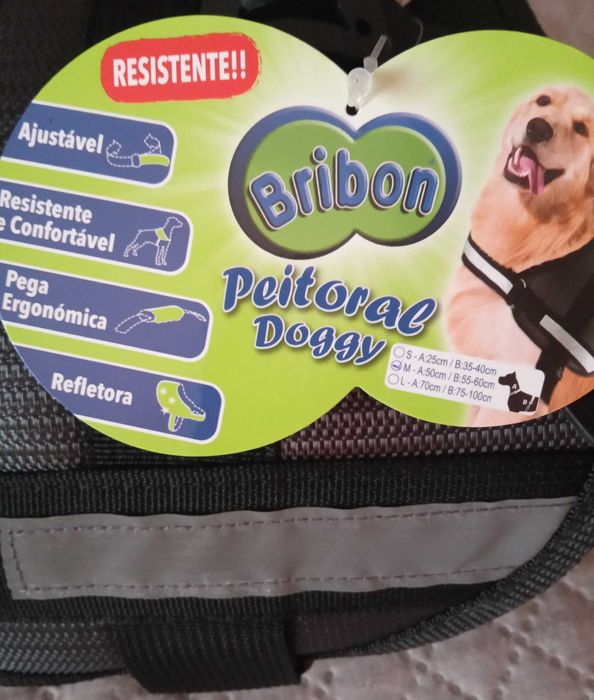 RESISTENTE!!
Ajustável
Resistente
e Confortável
Pega
Ergonómica
Refletora
Bribon
Peitoral
Doggy
S - A:25cm / B:35-40cm
M - A:50cm / B:55-60cm
L - A:70cm / B:75-100cm
A
B